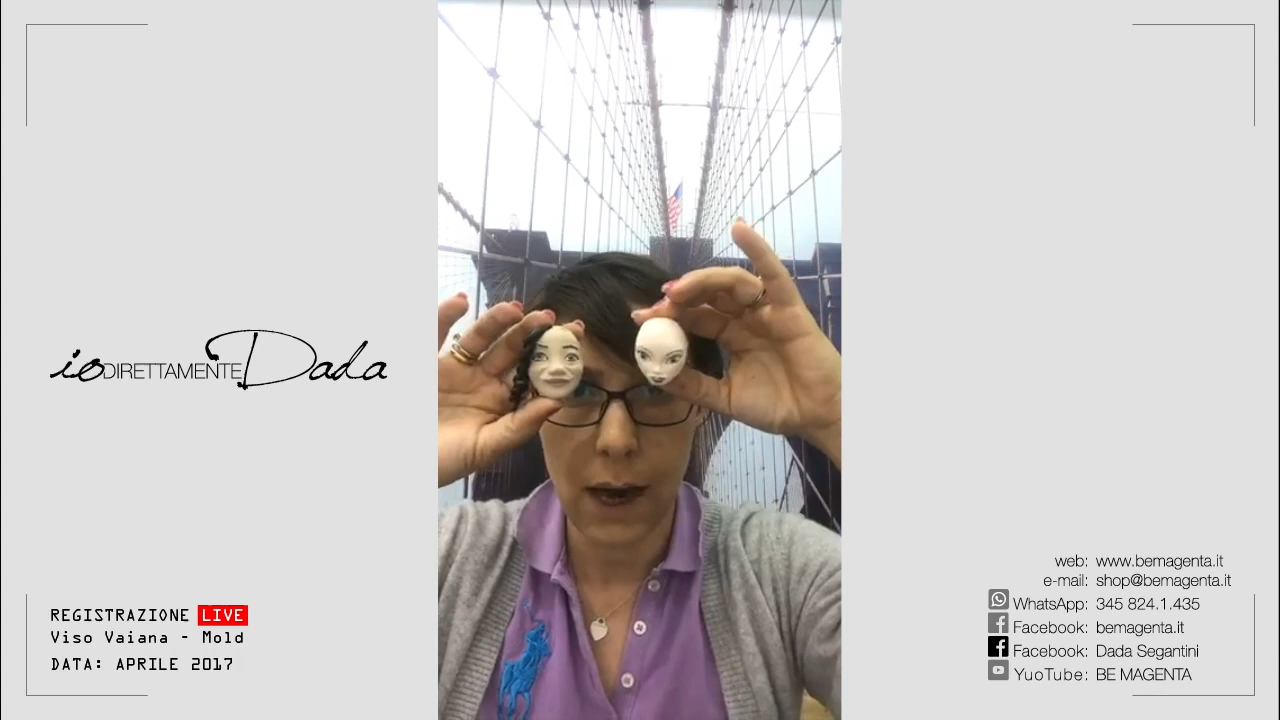 io DIRETTAMENTE Dada
REGISTRAZIONE LIVE
Viso Vaiana - Mold
DATA: APRILE 2017
web: www.bemagenta.it
e-mail: shop@bemagenta.it
WhatsApp: 345 824.1.435
Facebook: bemagenta.it
Facebook: Dada Segantini
YuoTube: BE MAGENTA